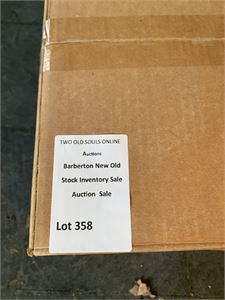 TWO OLD SOULS ONLINE
Auctions
Barberton New Old
Stock Inventory Sale
Auction Sale
Lot 358